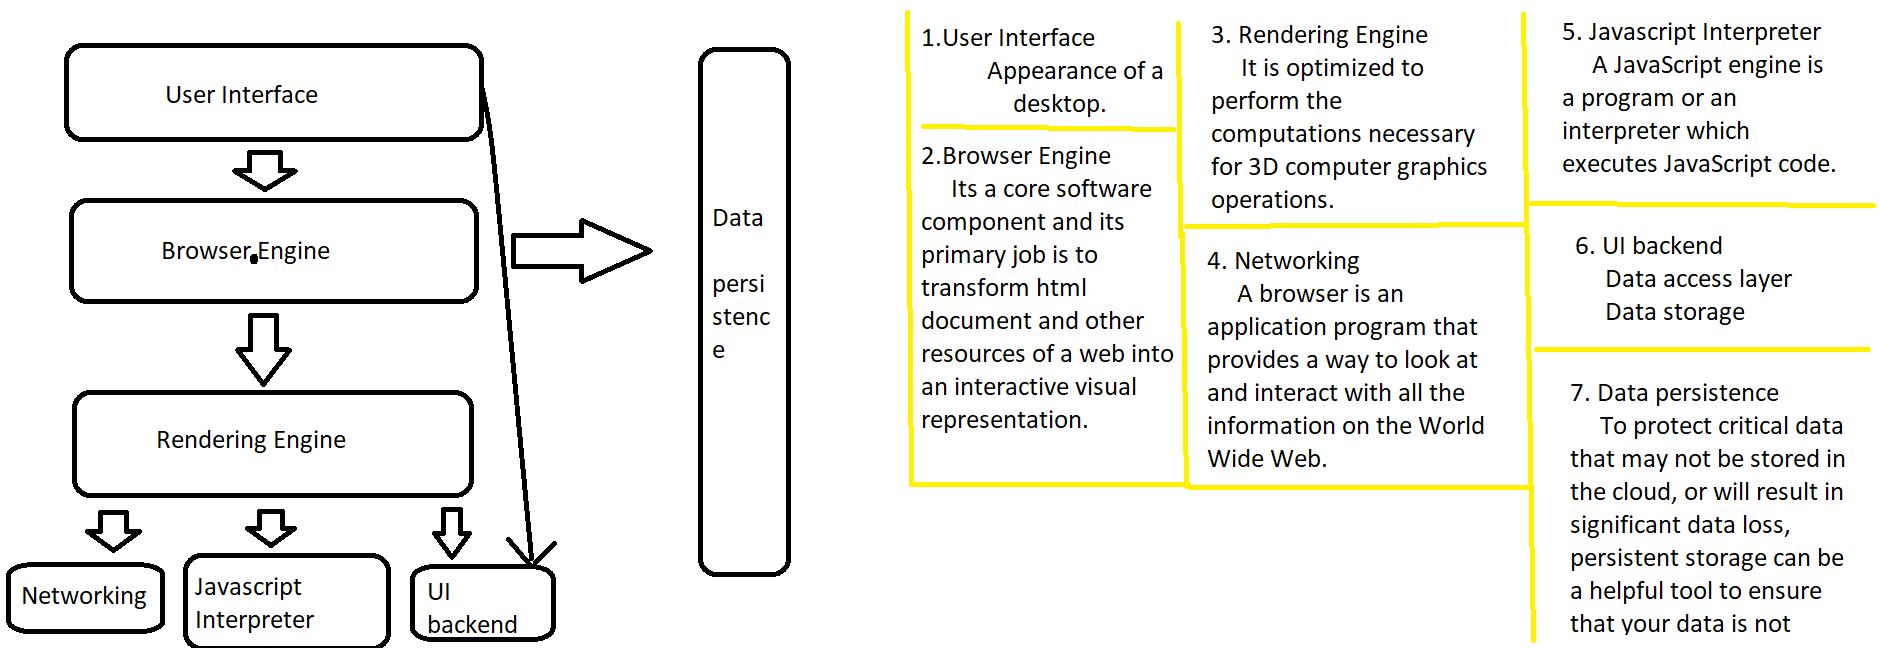 User Interface
Browser Engine
Rendering Engine
Networking
Javascript
Interpreter
UI
backend
Data
persi
stenc
e
1.User Interface
Appearance of a
desktop.
2.Browser Engine
Its a core software
component and its
primary job is to
transform html
document and other
resources of a web into
an interactive visual
representation.
3. Rendering Engine
It is optimized to
perform the
computations necessary
for 3D computer graphics
operations.
4. Networking
A browser is an
application program that
provides a way to look at
and interact with all the
information on the World
Wide Web.
5. Javascript Interpreter
A JavaScript engine is
a program or an
interpreter which
executes JavaScript code.
6. UI backend
Data access layer
Data storage
7. Data persistence
To protect critical data
that may not be stored in
the cloud, or will result in
significant data loss,
persistent storage can be
a helpful tool to ensure
that your data is not